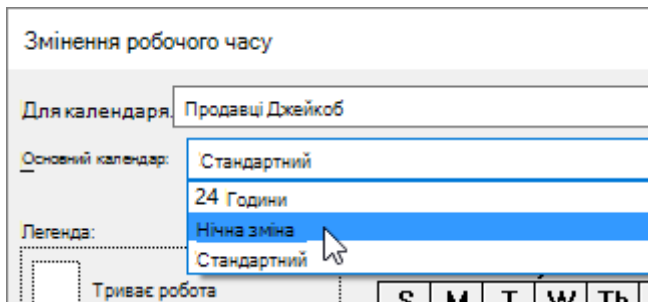 Змінення робочого часу
Для календаря. Продавці Джейкоб
Основний календар: Стандартний
24 Години
Легенда: Нічна зміна
Стандартний
Триває робота
S M T W Th